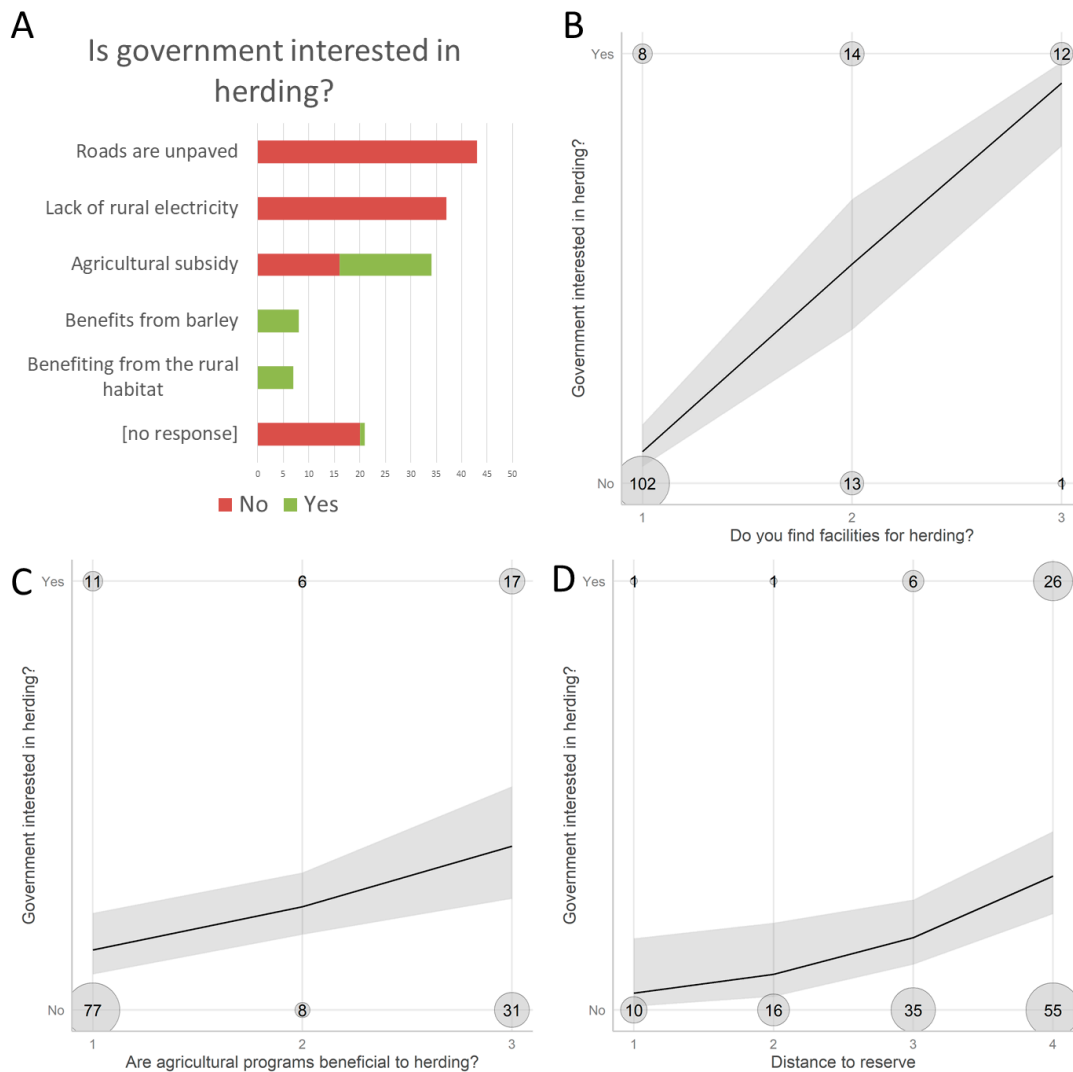 A
Is government interested in
herding?
Roads are unpaved
Lack of rural electricity
Agricultural subsidy
Benefits from barley
Benefiting from the rural
habitat
[no response]
0 5 10 15 20 25 30 35 40 45 50
No Yes
B
Yes
8 14 12
Government interested in herding?
No
102 13 1
1 2 3
Do you find facilities for herding?
C
Yes
11 6 17
Government interested in herding?
No
77 8 31
1 2 3
Are agricultural programs beneficial to herding?
D
Yes
1 1 6 26
Government interested in herding?
No
10 16 35 55
1 2 3 4
Distance to reserve